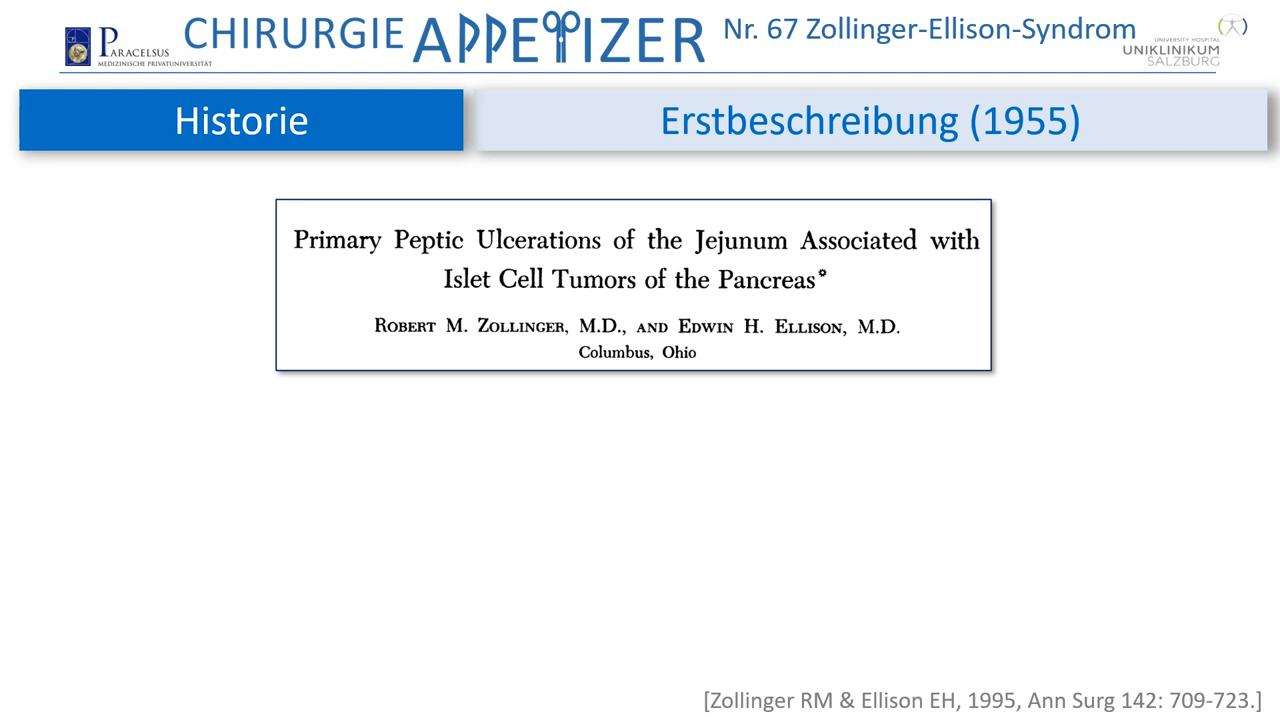 PARACELSUS
MEDIZINISCHE PRIVATUNIVERSITÄT
CHIRURGIE APPETIZER
Nr. 67 Zollinger-Ellison-Syndrom
UNIVERSITY HOSPITAL
UNIKLINIKUM
SALZBURG
Historie
Erstbeschreibung (1955)
Primary Peptic Ulcerations of the Jejunum Associated with
Islet Cell Tumors of the Pancreas*
ROBERT M. ZOLLINGER, M.D., AND EDWIN H. ELLISON, M.D.
Columbus, Ohio
[Zollinger RM & Ellison EH, 1995, Ann Surg 142: 709-723.]